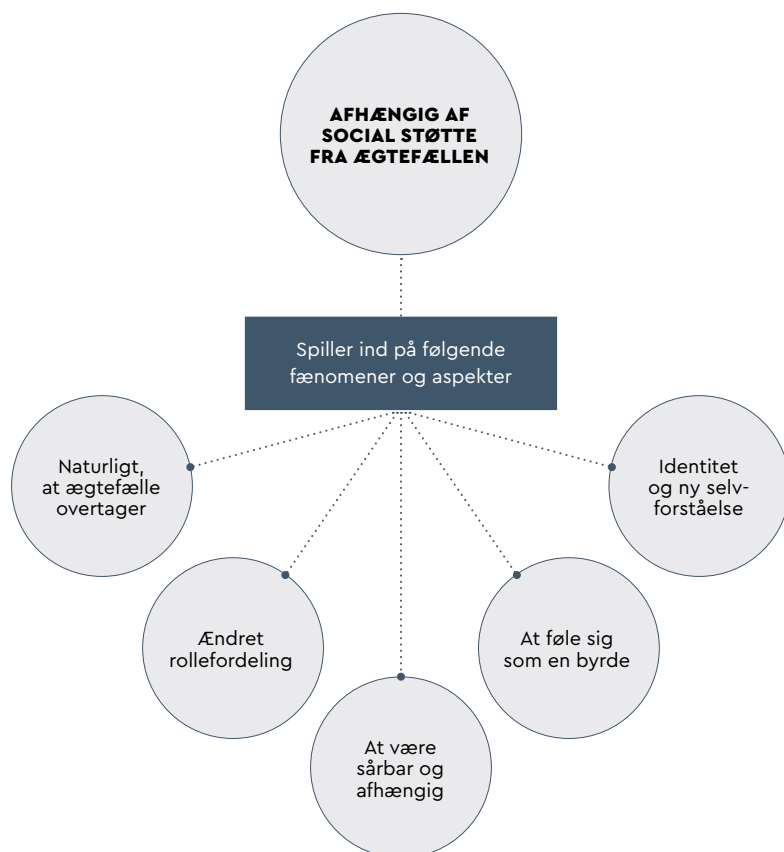 AFHÆNGIG AF
SOCIAL STØTTE
FRA ÆGTEFÆLLEN
Spiller ind på følgende
fænomener og aspekter
Naturligt,
at ægtefælle
overtager
Ændret
rollefordeling
At være
sårbar og
afhængig
At føle sig
som en byrde
Identitet
og ny selv-
forståelse